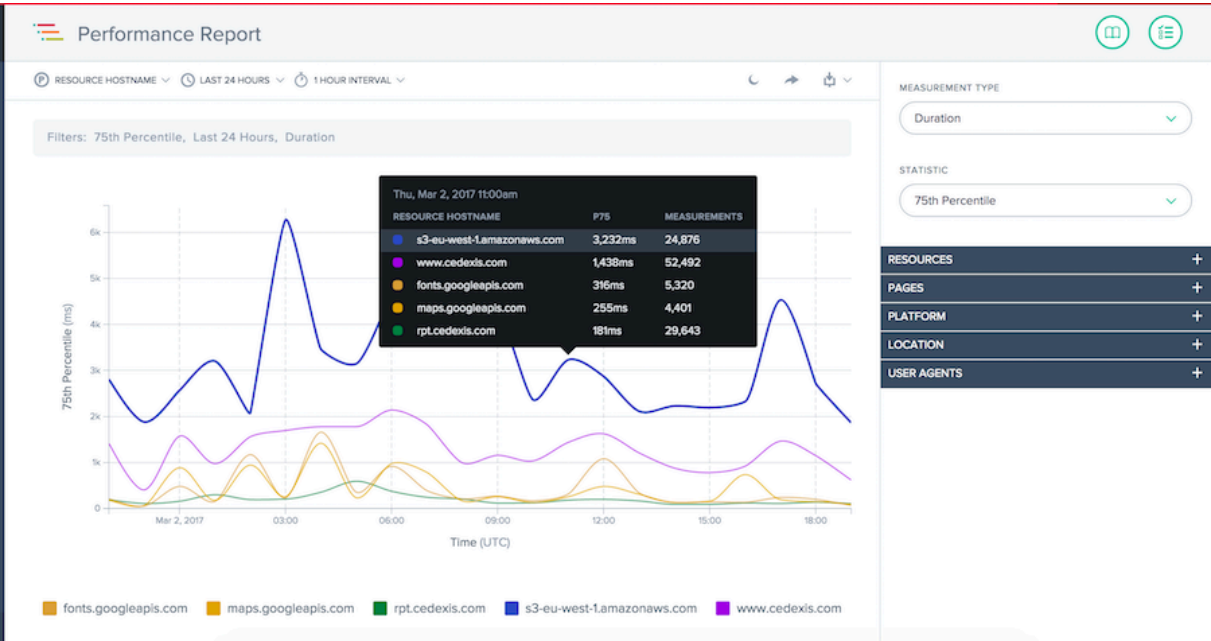 Performance Report
RESOURCE HOSTNAME LAST 24 HOURS 1 HOUR INTERVAL
MEASUREMENT TYPE
Duration
Filters: 75th Percentile, Last 24 Hours, Duration
STATISTIC
75th Percentile
Thu, Mar 2, 2017 11:00am
RESOURCE HOSTNAME P75 MEASUREMENTS
s3-eu-west-1.amazonaws.com 3,232ms 24,876
www.cedexis.com 1,438ms 52,492
fonts.googleapis.com 316ms 5,320
maps.googleapis.com 255ms 4,401
rpt.cedexis.com 181ms 29,643
RESOURCES +
PAGES +
PLATFORM +
LOCATION +
USER AGENTS +
75th Percentile (ms)
6k
5k
4k
3k
2k
1k
0
Mar 2, 2017 03:00 06:00 09:00 12:00 15:00 18:00
Time (UTC)
fonts.googleapis.com maps.googleapis.com rpt.cedexis.com s3-eu-west-1.amazonaws.com www.cedexis.com